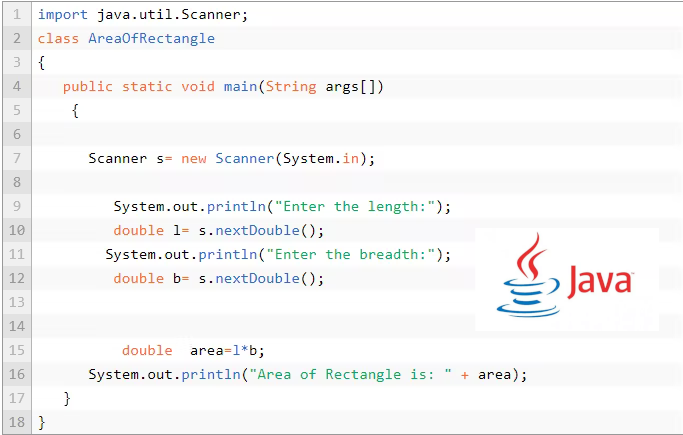 1 import java.util.Scanner;
2 class AreaOfRectangle
3 {
4 public static void main(String args[])
5 {
6
7 Scanner s= new Scanner(System.in);
8
9 System.out.println("Enter the length:");
10 double l= s.nextDouble();
11 System.out.println("Enter the breadth:");
12 double b= s.nextDouble();
13
14
15 double  area=l*b;
16 System.out.println("Area of Rectangle is: " + area);
17 }
18 }
Java™